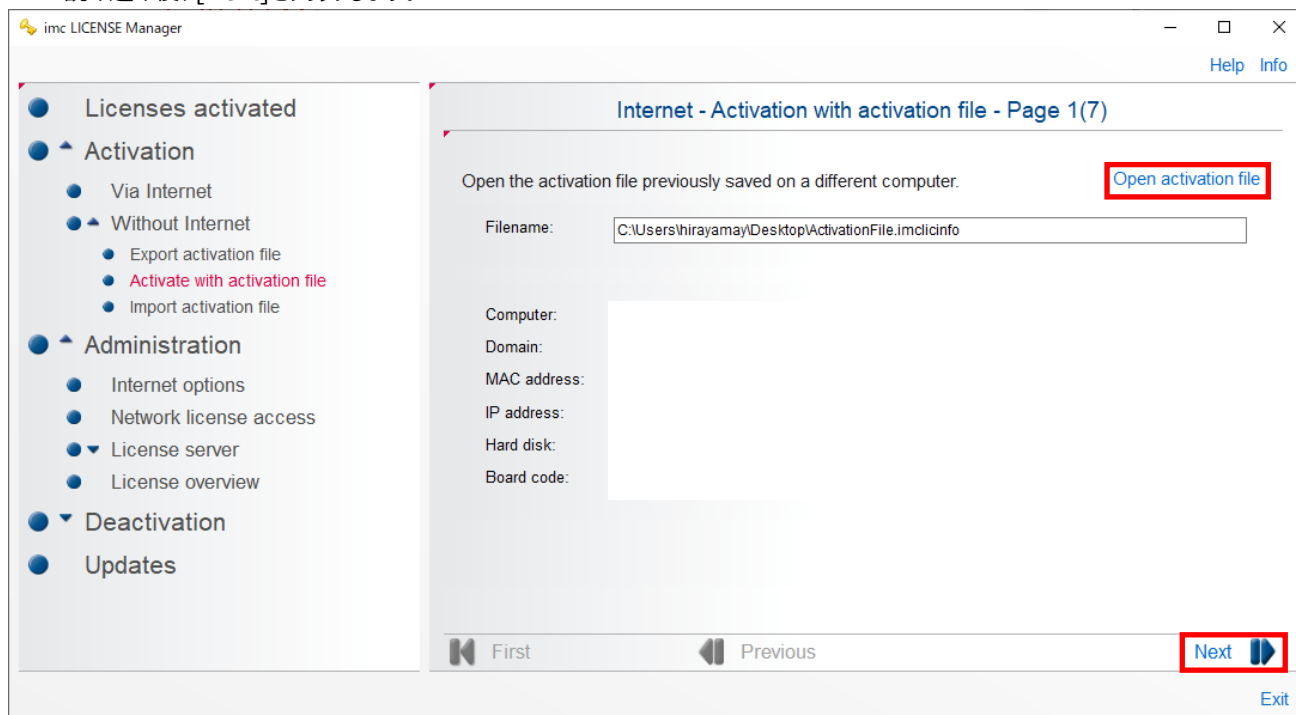 imc LICENSE Manager
Help Info
Licenses activated
Activation
Via Internet
Without Internet
Export activation file
Activate with activation file
Import activation file
Administration
Internet options
Network license access
License server
License overview
Deactivation
Updates
Internet - Activation with activation file - Page 1(7)
Open the activation file previously saved on a different computer.
Open activation file
Filename:
C:\Users\hirayamay\Desktop\ActivationFile.imclicinfo
Computer:
Domain:
MAC address:
IP address:
Hard disk:
Board code:
First
Previous
Next
Exit